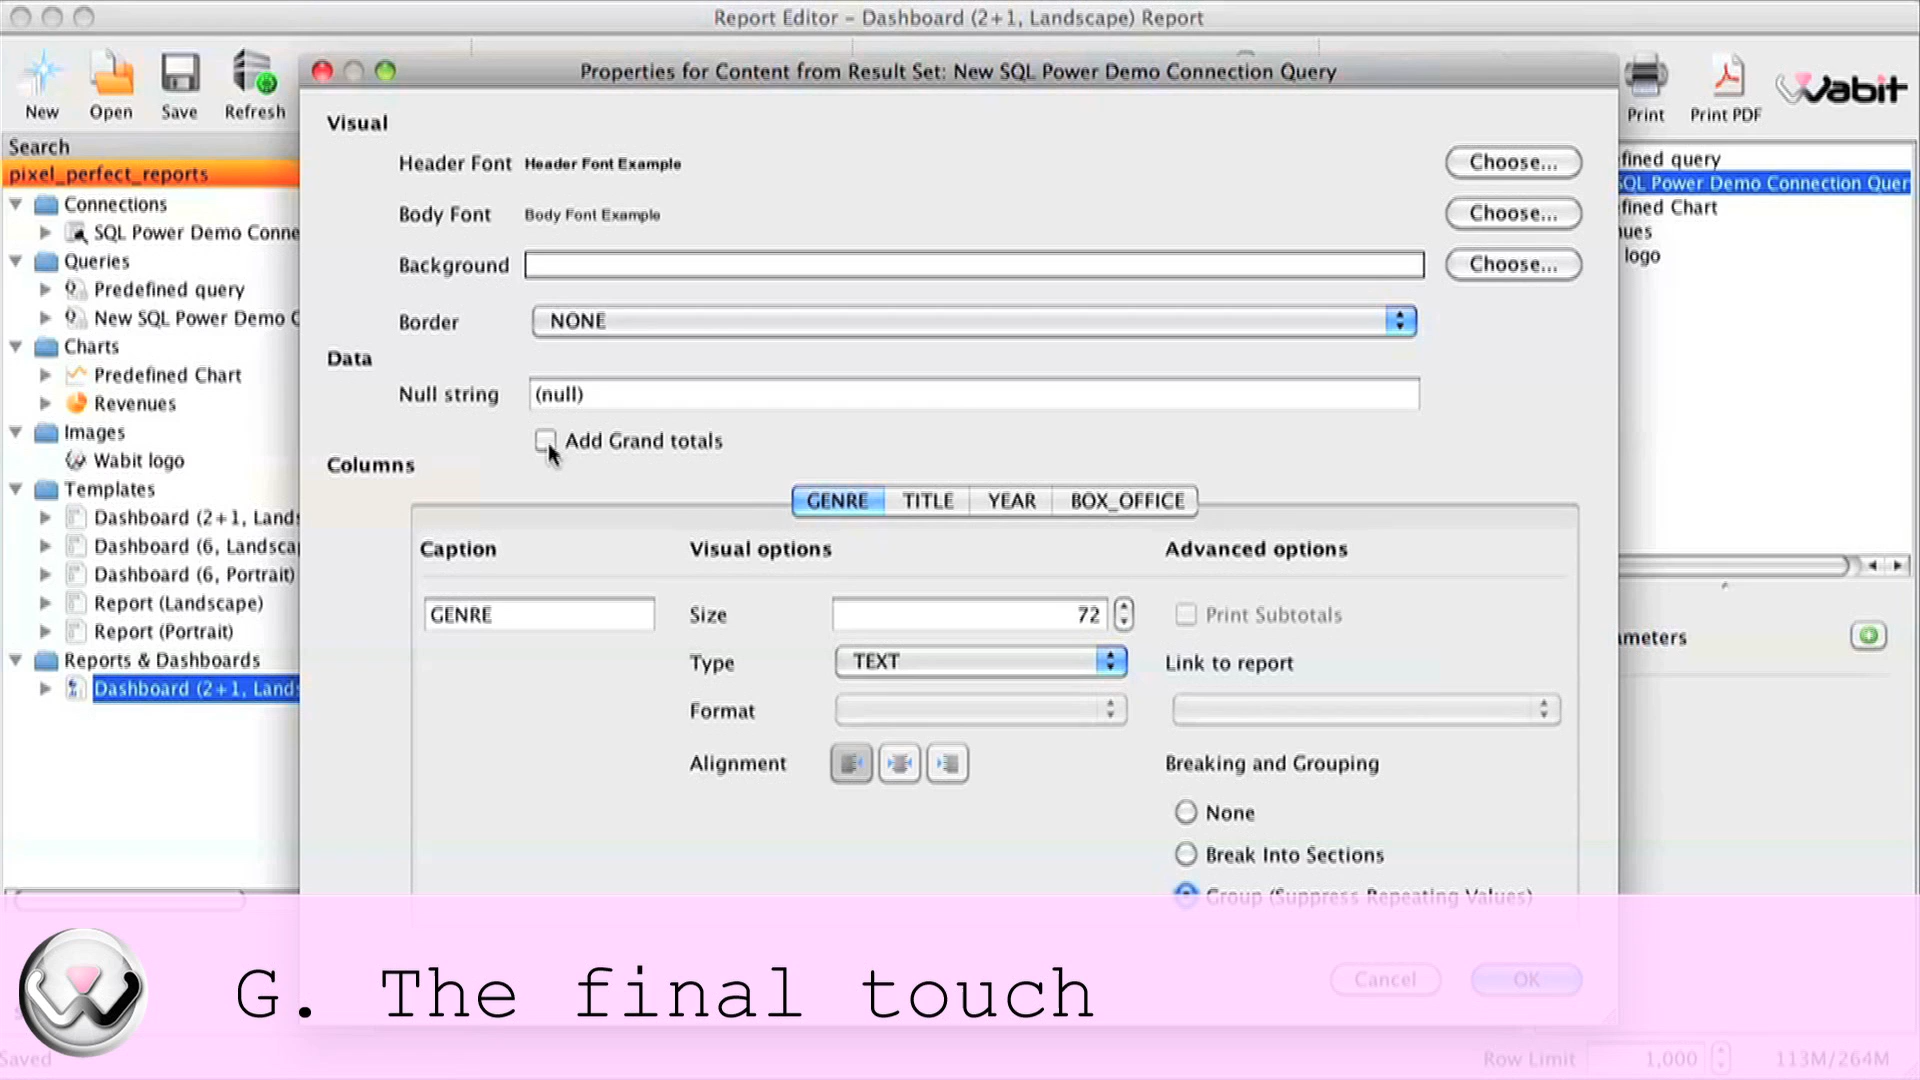 Report Editor – Dashboard (2+1, Landscape) Report
New
Open
Save
Refresh
Properties for Content from Result Set: New SQL Power Demo Connection Query
Print
Print PDF
Wabit
Search
pixel_perfect_reports
Connections
SQL Power Demo Conne
Queries
Predefined query
New SQL Power Demo C
Charts
Predefined Chart
Revenues
Images
Wabit logo
Templates
Dashboard (2+1, Lands
Dashboard (6, Landscap
Dashboard (6, Portrait)
Report (Landscape)
Report (Portrait)
Reports & Dashboards
Dashboard (2+1, Lands
Visual
Header Font Header Font Example Choose...
Body Font Body Font Example Choose...
Background Choose...
Border NONE
Data
Null string (null)
Add Grand totals
Columns
GENRE TITLE YEAR BOX_OFFICE
Caption Visual options Advanced options
GENRE Size 72 Print Subtotals
Type TEXT Link to report
Format
Alignment Breaking and Grouping
None
Break Into Sections
Group (Suppress Repeating Values)
Cancel OK
fined query
SQL Power Demo Connection Quer
fined Chart
nues
logo
meters
G. The final touch
Saved
Row Limit 1,000 113M/264M